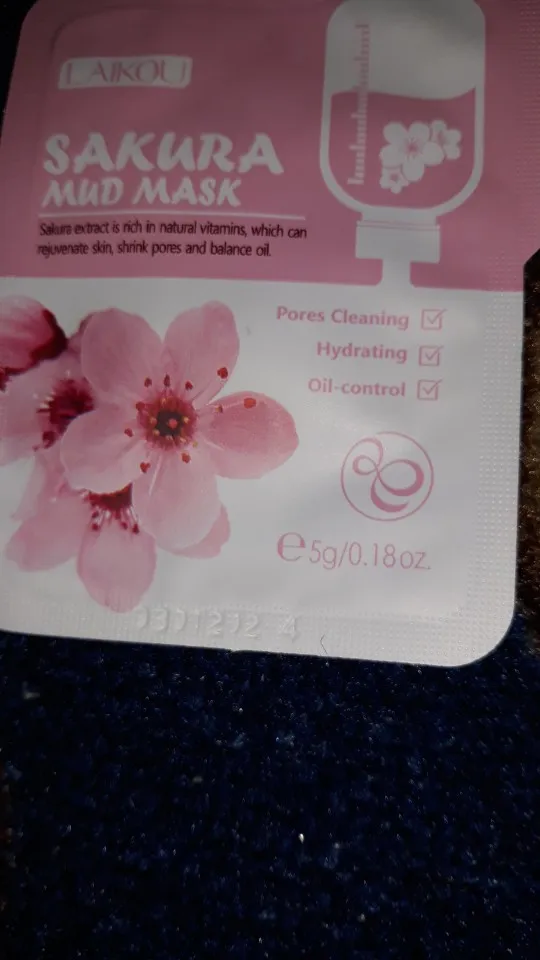 LAIKOU
SAKURA
MUD MASK
Sakura extract is rich in natural vitamins, which can
rejuvenate skin, shrink pores and balance oil.
Pores Cleaning
Hydrating
Oil-control
℮5g/0.18oz.